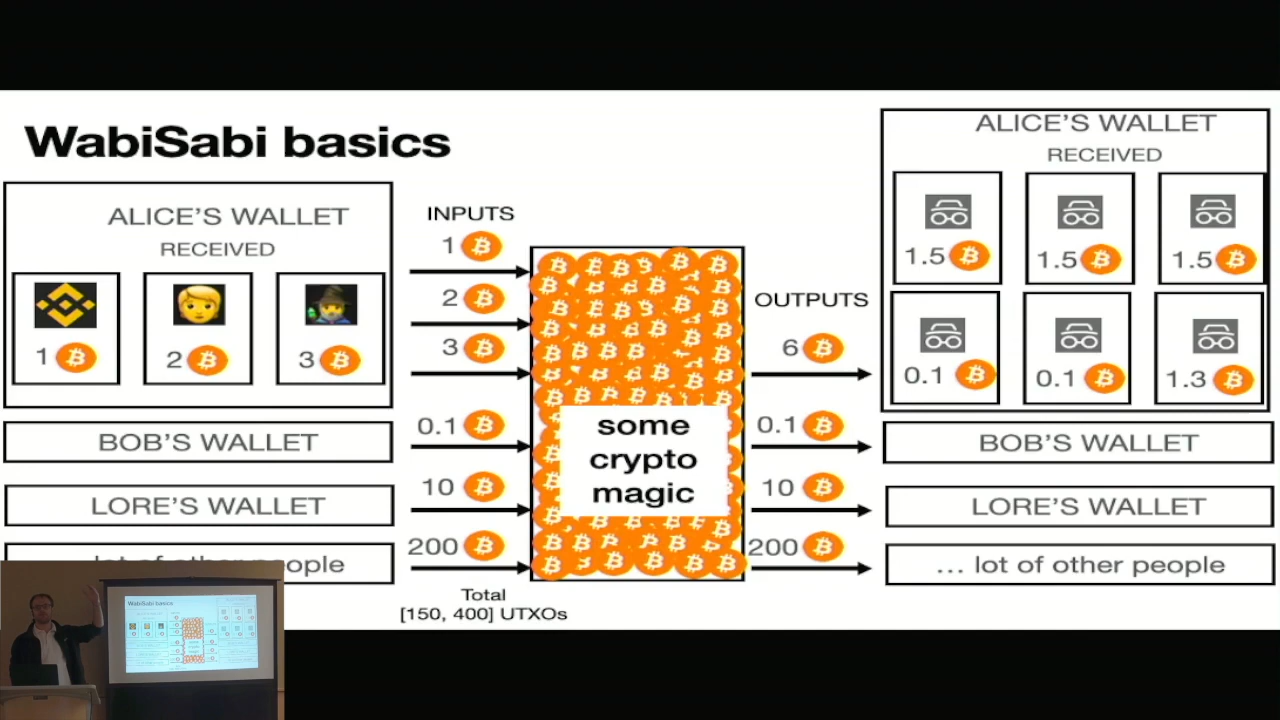 WabiSabi basics
ALICE'S WALLET
RECEIVED
1
2
3
BOB'S WALLET
LORE'S WALLET
lot of other people
INPUTS
1
2
3
0.1
10
200
Total
[150, 400] UTXOs
some
crypto
magic
OUTPUTS
6
0.1
10
200
ALICE'S WALLET
RECEIVED
1.5
1.5
1.5
0.1
0.1
1.3
BOB'S WALLET
LORE'S WALLET
... lot of other people
WabiSabi basics